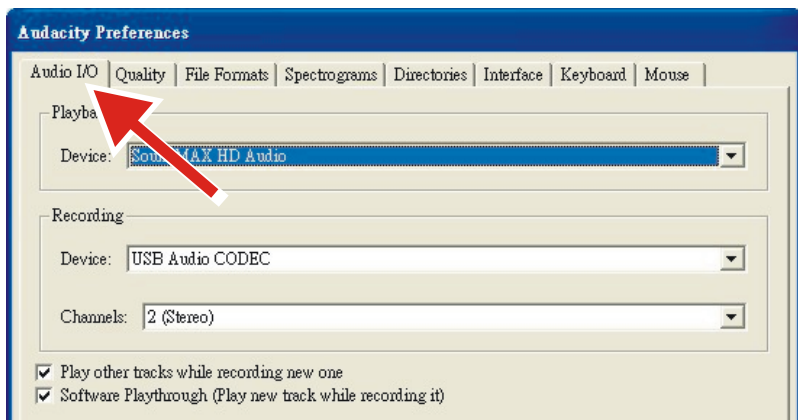 Audacity Preferences
Audio I/O Quality File Formats Spectrograms Directories Interface Keyboard Mouse
Device: MAX HD Audio
Recording
Device: USB Audio CODEC
Channels: 2 (Stereo)
Play other tracks while recording new one
Software Playthrough (Play new track while recording it)